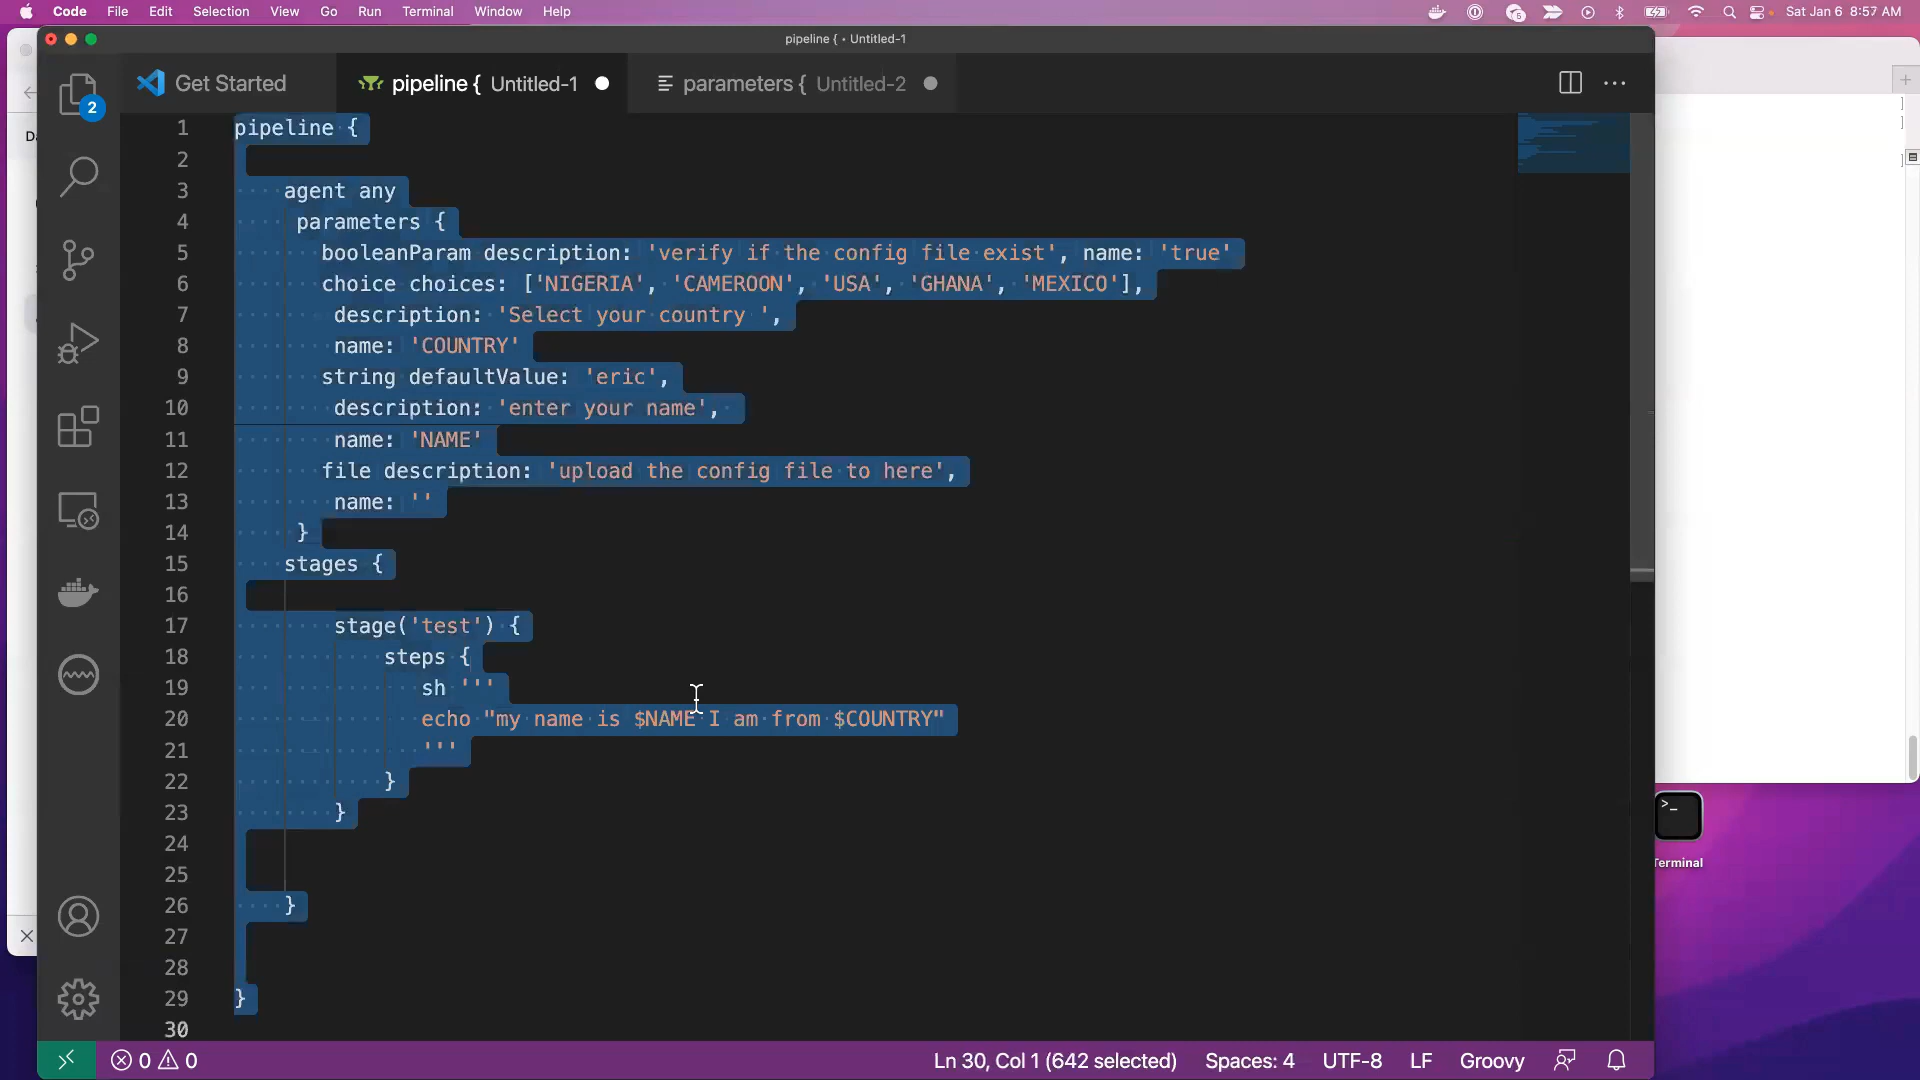 Code File Edit Selection View Go Run Terminal Window Help
5
Sat Jan 6 8:57 AM
pipeline { • Untitled-1
Get Started
pipeline { Untitled-1
parameters { Untitled-2
2
1 pipeline {
2
3 agent any
4 parameters {
5 booleanParam description: 'verify if the config file exist', name: 'true'
6 choice choices: ['NIGERIA', 'CAMEROON', 'USA', 'GHANA', 'MEXICO'],
7 description: 'Select your country ',
8 name: 'COUNTRY'
9 string defaultValue: 'eric',
10 description: 'enter your name',
11 name: 'NAME'
12 file description: 'upload the config file to here',
13 name: ''
14 }
15 stages {
16
17 stage('test') {
18 steps {
19 sh '''
20 echo "my name is $NAME I am from $COUNTRY"
21 '''
22 }
23 }
24
25
26 }
27
28
29 }
30
Terminal
0 0
Ln 30, Col 1 (642 selected) Spaces: 4 UTF-8 LF Groovy